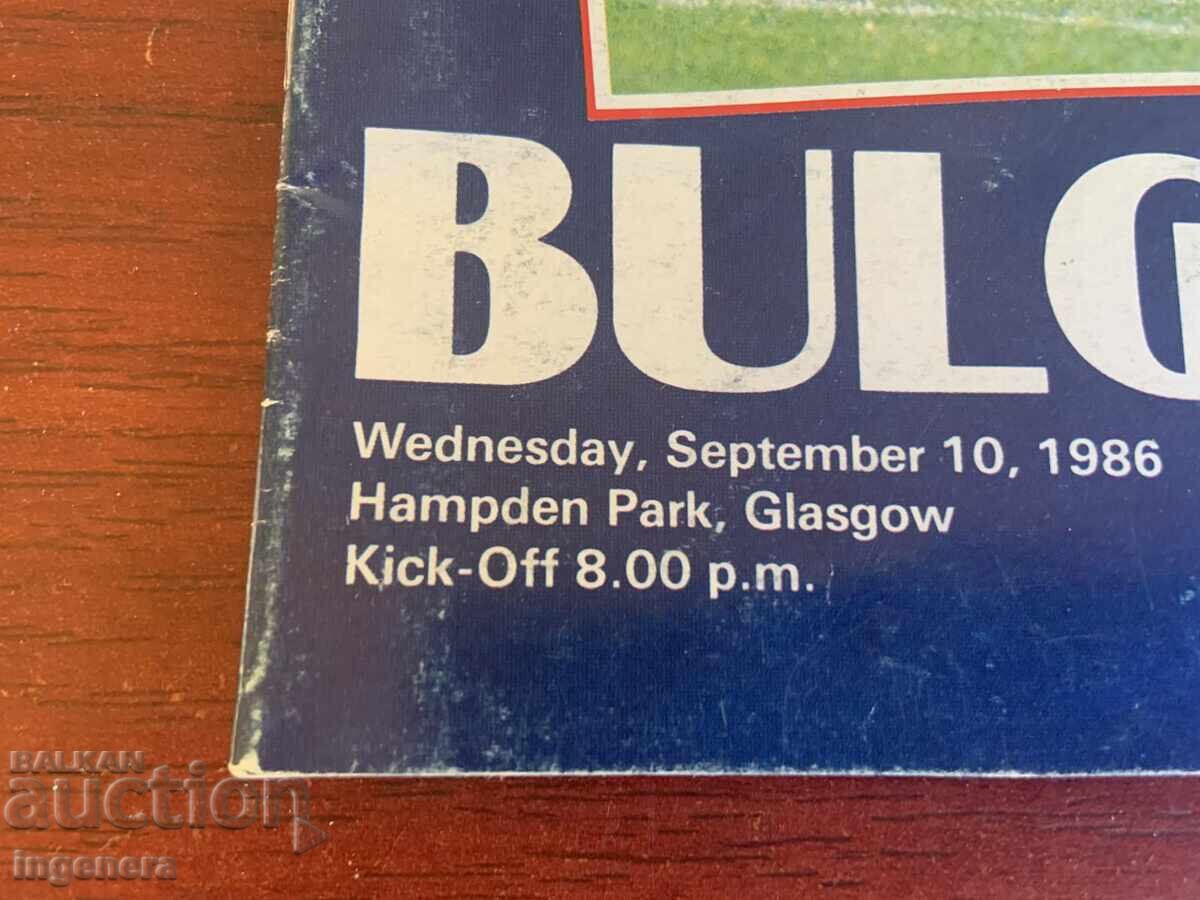 BULG
Wednesday, September 10, 1986
Hampden Park, Glasgow
Kick-Off 8.00 p.m.
BALKAN
auction
ingenera